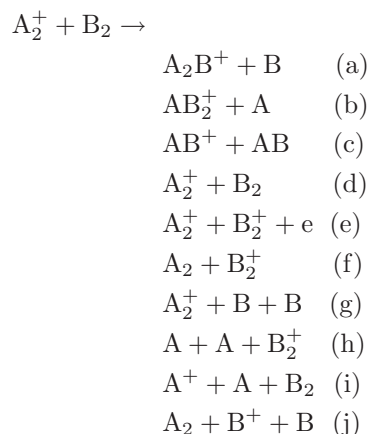 A₂⁺ + B₂ →
A₂B⁺ + B (a)
AB₂⁺ + A (b)
AB⁺ + AB (c)
A₂⁺ + B₂ (d)
A₂⁺ + B₂⁺ + e (e)
A₂ + B₂⁺ (f)
A₂⁺ + B + B (g)
A + A + B₂⁺ (h)
A⁺ + A + B₂ (i)
A₂ + B⁺ + B (j)